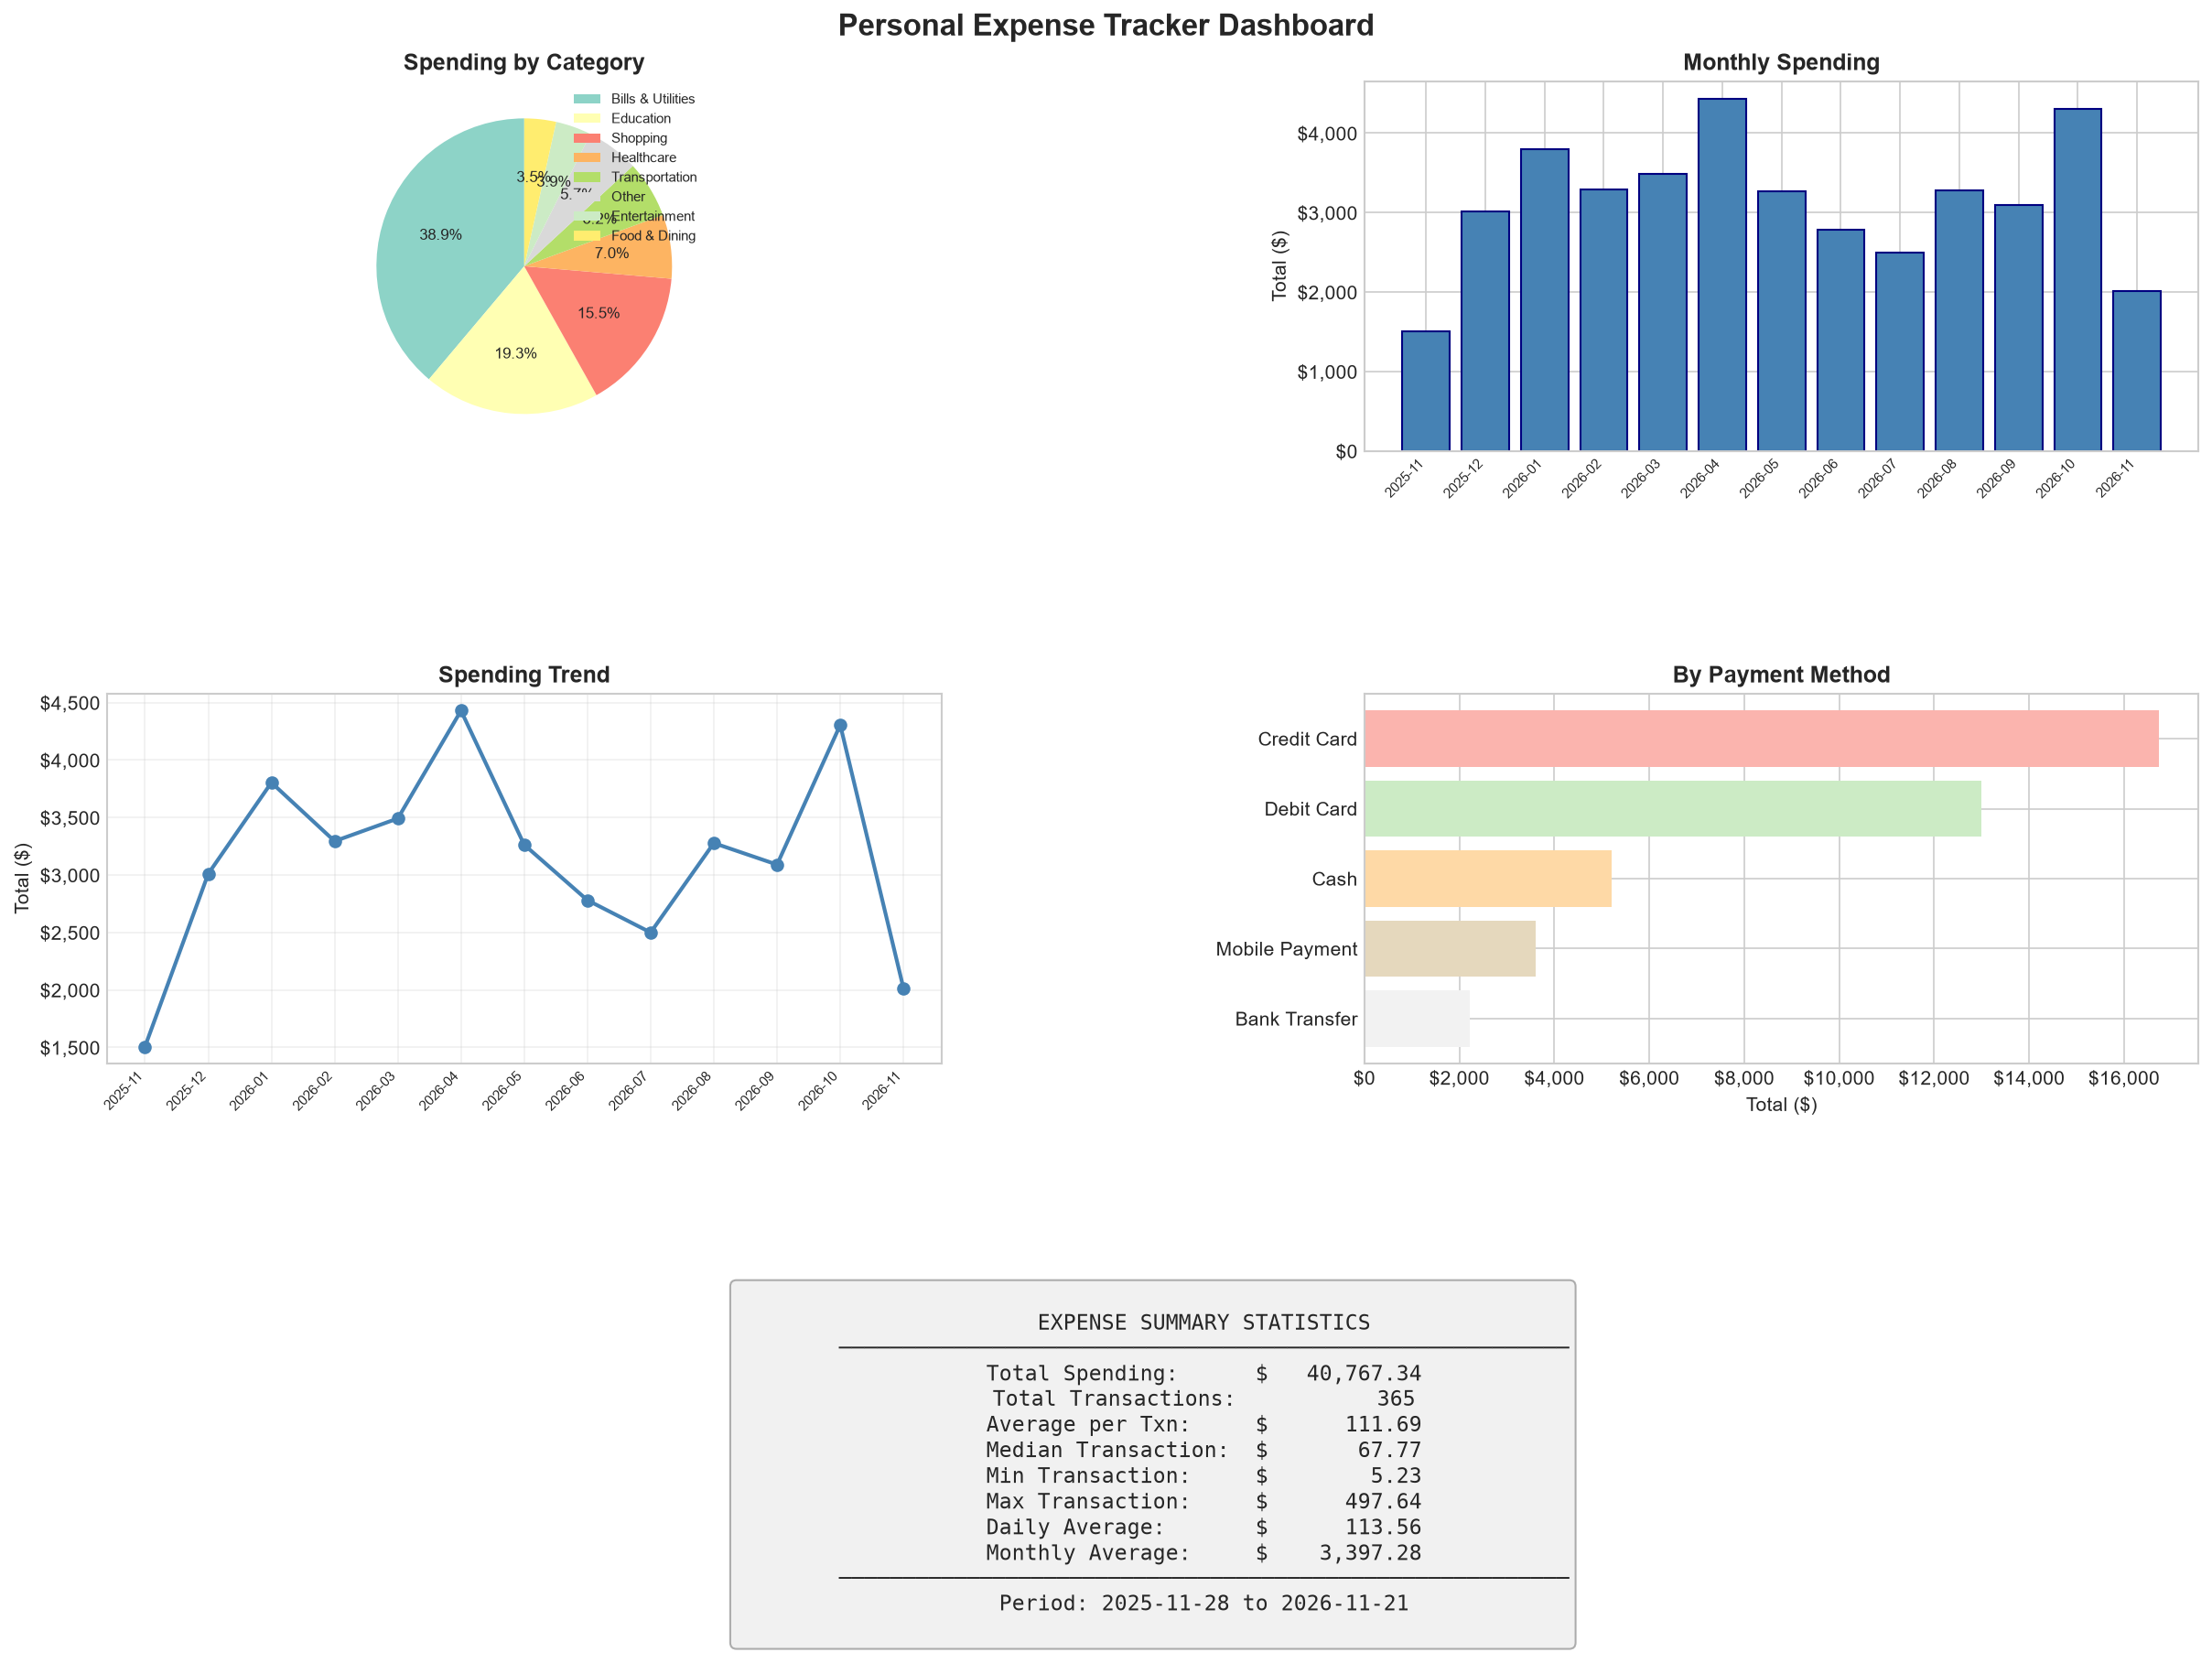 Personal Expense Tracker Dashboard
Spending by Category
Bills & Utilities
Education
Shopping
Healthcare
Transportation
Other
Entertainment
Food & Dining
3.5%
3.9%
38.9%
7.0%
15.5%
19.3%
Monthly Spending
Total ($)
$4,000
$3,000
$2,000
$1,000
$0
2025-11
2025-12
2026-01
2026-02
2026-03
2026-04
2026-05
2026-06
2026-07
2026-08
2026-09
2026-10
2026-11
Spending Trend
Total ($)
$4,500
$4,000
$3,500
$3,000
$2,500
$2,000
$1,500
2025-11
2025-12
2026-01
2026-02
2026-03
2026-04
2026-05
2026-06
2026-07
2026-08
2026-09
2026-10
2026-11
By Payment Method
Credit Card
Debit Card
Cash
Mobile Payment
Bank Transfer
$0
$2,000
$4,000
$6,000
$8,000
$10,000
$12,000
$14,000
$16,000
Total ($)
EXPENSE SUMMARY STATISTICS
Total Spending: $ 40,767.34
Total Transactions: 365
Average per Txn: $ 111.69
Median Transaction: $ 67.77
Min Transaction: $ 5.23
Max Transaction: $ 497.64
Daily Average: $ 113.56
Monthly Average: $ 3,397.28
Period: 2025-11-28 to 2026-11-21